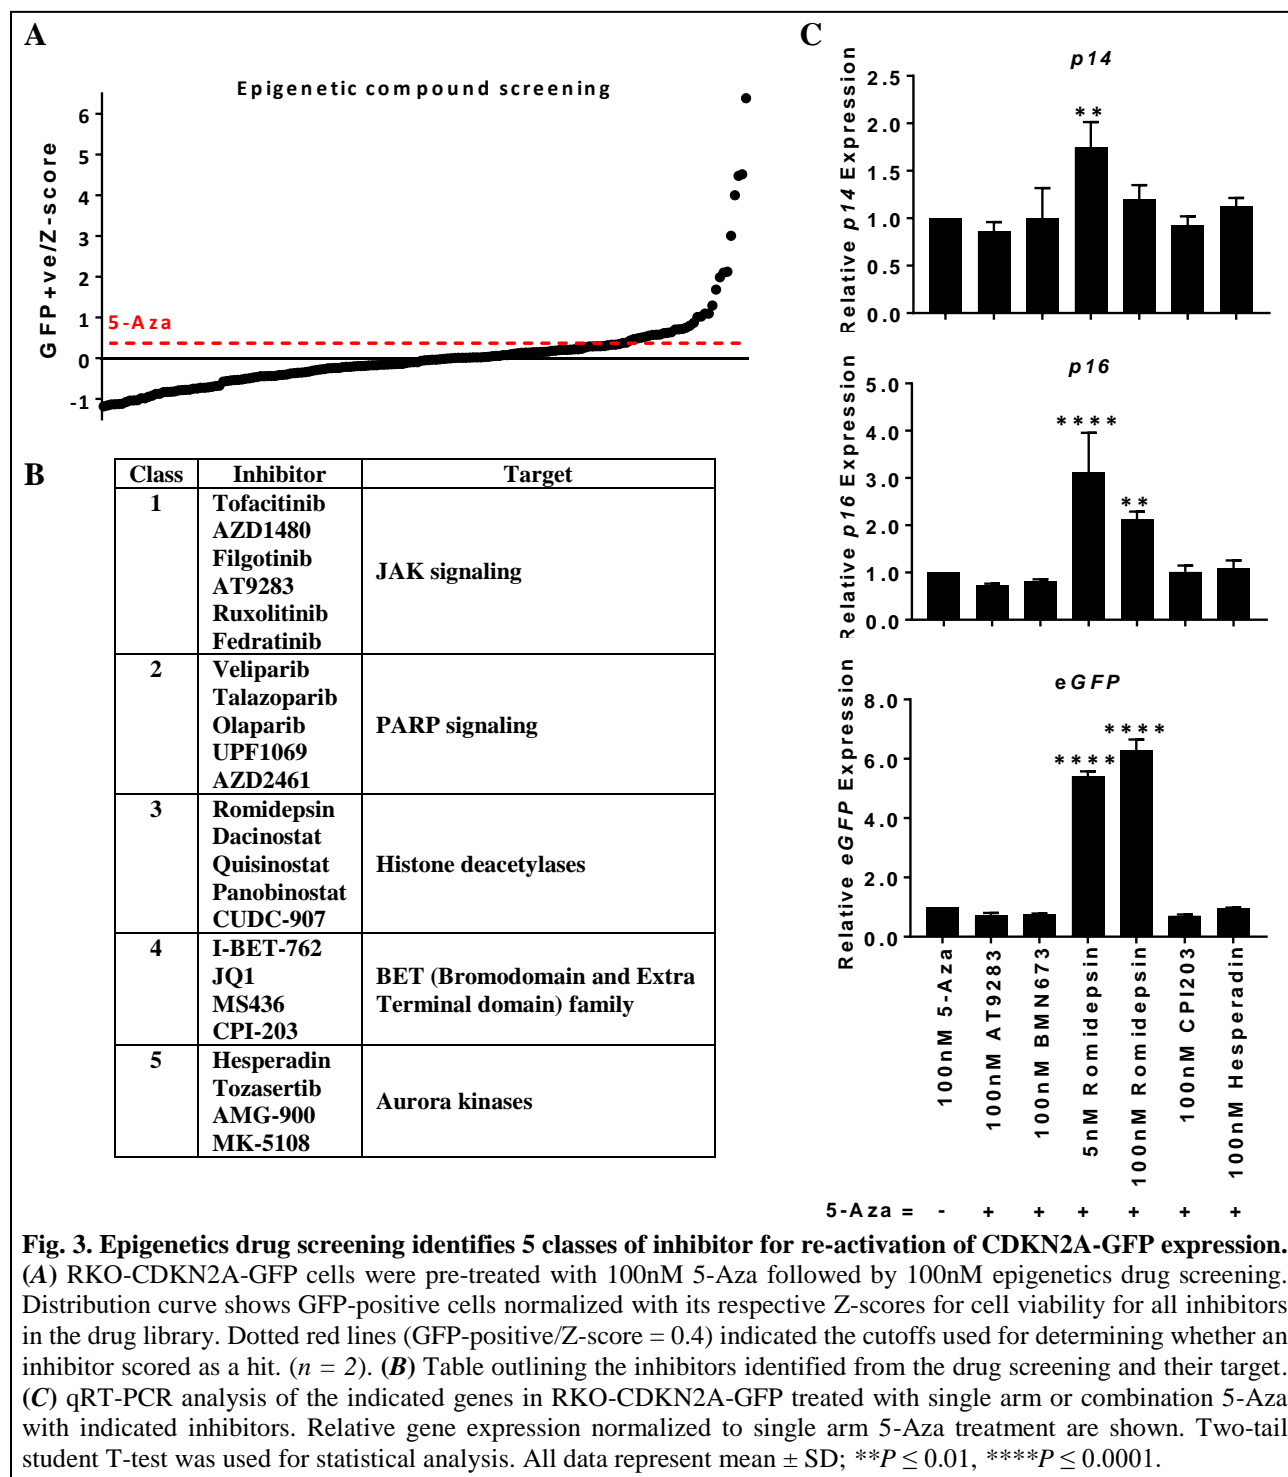 A
Epigenetic compound screening
GFP+ve/Z-score
6
5
4
3
2
1
0
-1
5-Aza
B
Class Inhibitor Target
1 Tofacitinib
AZD1480
Filgotinib
AT9283
Ruxolitinib
Fedratinib
JAK signaling
2 Veliparib
Talazoparib
Olaparib
UPF1069
AZD2461
PARP signaling
3 Romidepsin
Dacinostat
Quisinostat
Panobinostat
CUDC-907
Histone deacetylases
4 I-BET-762
JQ1
MS436
CPI-203
BET (Bromodomain and Extra
Terminal domain) family
5 Hesperadin
Tozasertib
AMG-900
MK-5108
Aurora kinases
C
p14
Relative p14 Expression
2.5
2.0
1.5
1.0
0.5
0.0
**
p16
Relative p16 Expression
5.0
4.0
3.0
2.0
1.0
0.0
****
**
eGFP
Relative eGFP Expression
8.0
6.0
4.0
2.0
0.0
****
****
100nM 5-Aza
100nM AT9283
100nM BMN673
5nM Romidepsin
100nM Romidepsin
100nM CPI203
100nM Hesperadin
5-Aza = - + + + + + +
Fig. 3. Epigenetics drug screening identifies 5 classes of inhibitor for re-activation of CDKN2A-GFP expression.
(A) RKO-CDKN2A-GFP cells were pre-treated with 100nM 5-Aza followed by 100nM epigenetics drug screening.
Distribution curve shows GFP-positive cells normalized with its respective Z-scores for cell viability for all inhibitors
in the drug library. Dotted red lines (GFP-positive/Z-score = 0.4) indicated the cutoffs used for determining whether an
inhibitor scored as a hit. (n = 2). (B) Table outlining the inhibitors identified from the drug screening and their target.
(C) qRT-PCR analysis of the indicated genes in RKO-CDKN2A-GFP treated with single arm or combination 5-Aza
with indicated inhibitors. Relative gene expression normalized to single arm 5-Aza treatment are shown. Two-tail
student T-test was used for statistical analysis. All data represent mean ± SD; **P ≤ 0.01, ****P ≤ 0.0001.